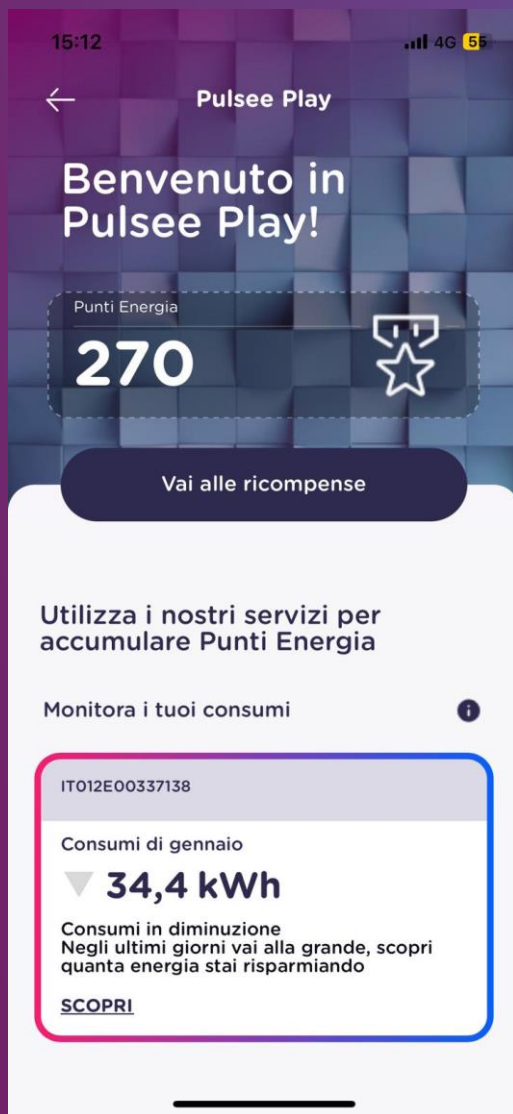 15:12
4G 55
Pulsee Play
Benvenuto in
Pulsee Play!
Punti Energia
270
Vai alle ricompense
Utilizza i nostri servizi per
accumulare Punti Energia
Monitora i tuoi consumi
IT012E00337138
Consumi di gennaio
34,4 kWh
Consumi in diminuzione
Negli ultimi giorni vai alla grande, scopri
quanta energia stai risparmiando
SCOPRI